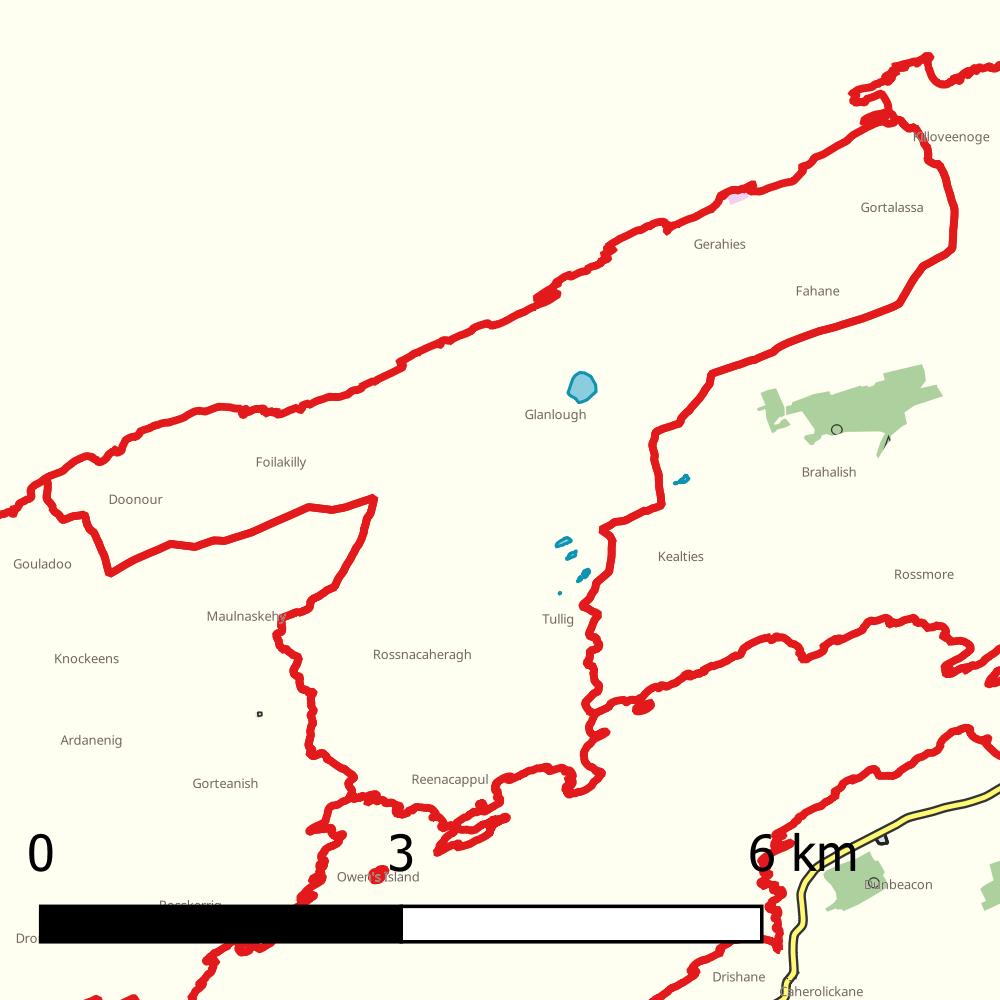 Killoveenoge
Gortalassa
Gerahies
Fahane
Glanlough
Foilakilly
Brahalish
Doonour
Kealties
Gouladoo
Rossmore
Maulnaskehy
Tullig
Rossnacaheragh
Knockeens
Ardanenig
Reenacappul
Gorteanish
0 3 6 km
Owen's Island
Dunbeacon
Rosskerrig
Dro
Drishane
Caherolickane